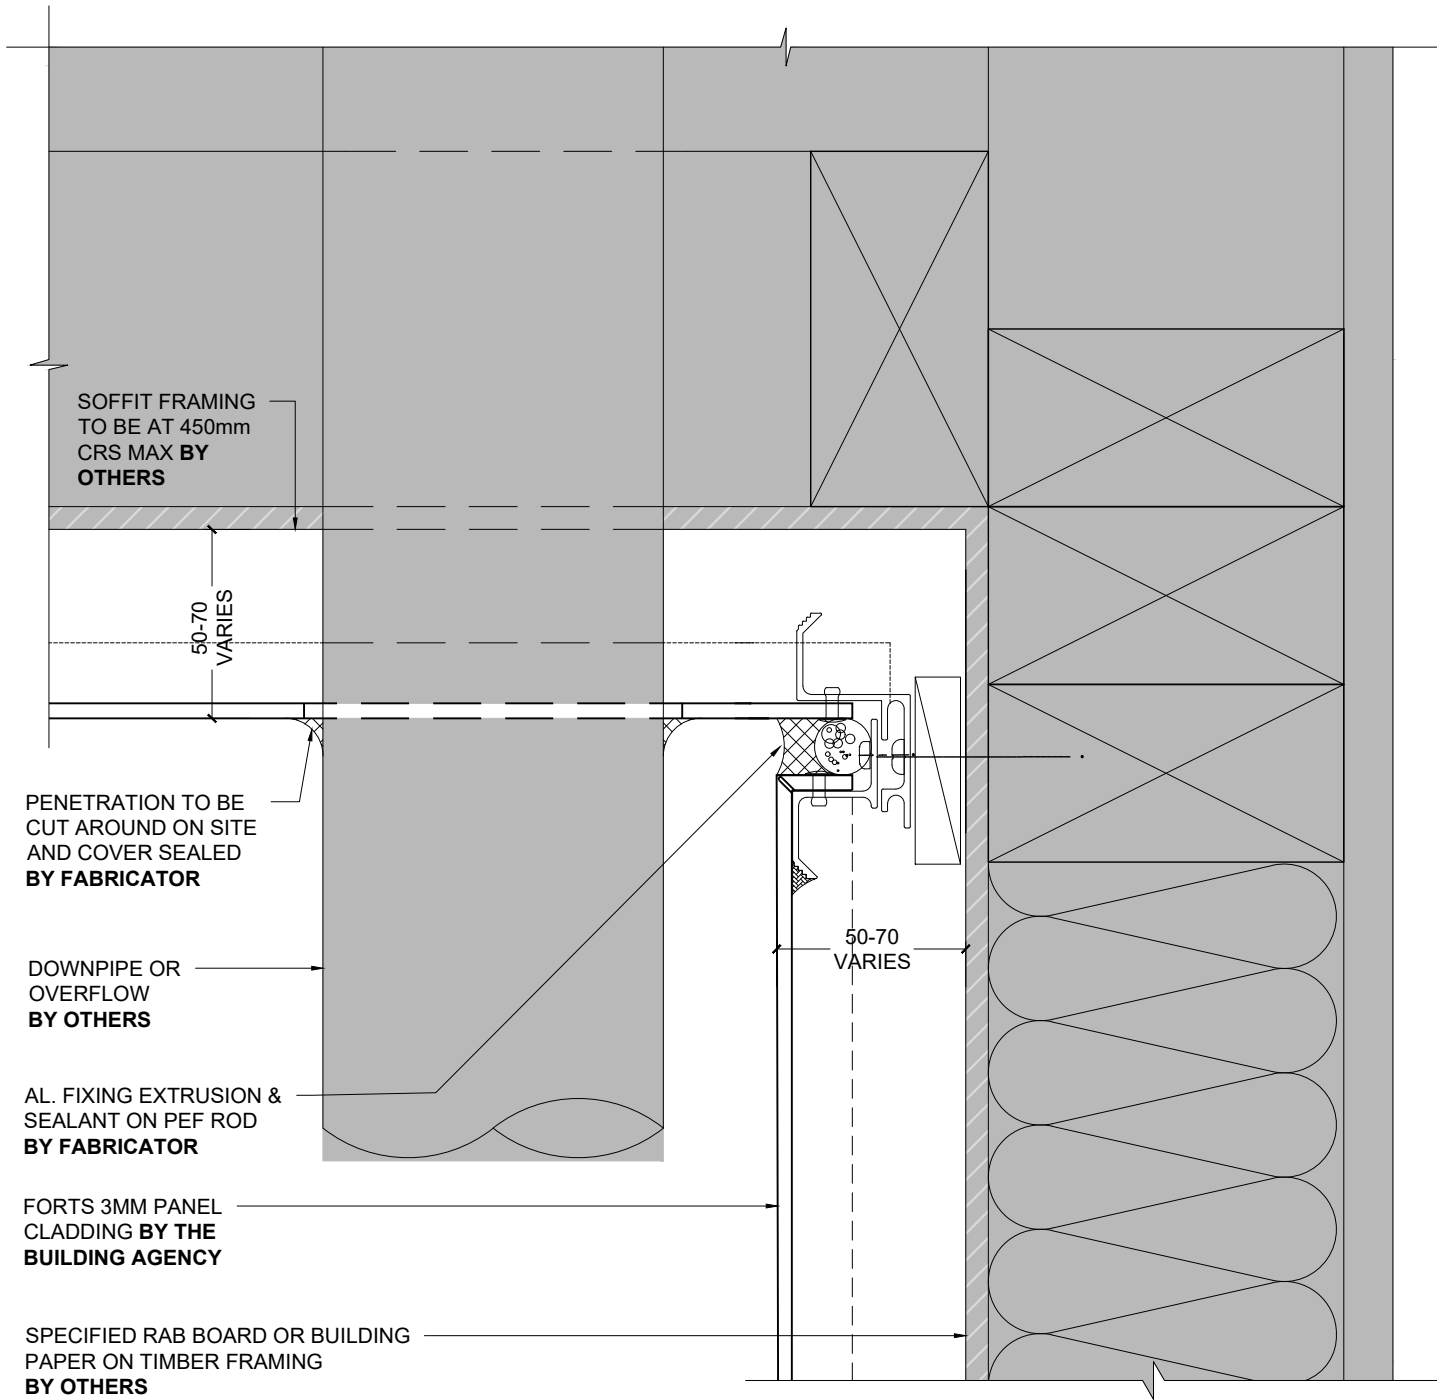 SOFFIT FRAMING
TO BE AT 450mm
CRS MAX BY
OTHERS
50-70
VARIES
PENETRATION TO BE
CUT AROUND ON SITE
AND COVER SEALED
BY FABRICATOR
50-70
VARIES
DOWNPIPE OR
OVERFLOW
BY OTHERS
AL. FIXING EXTRUSION &
SEALANT ON PEF ROD
BY FABRICATOR
FORTS 3MM PANEL
CLADDING BY THE
BUILDING AGENCY
SPECIFIED RAB BOARD OR BUILDING
PAPER ON TIMBER FRAMING
BY OTHERS